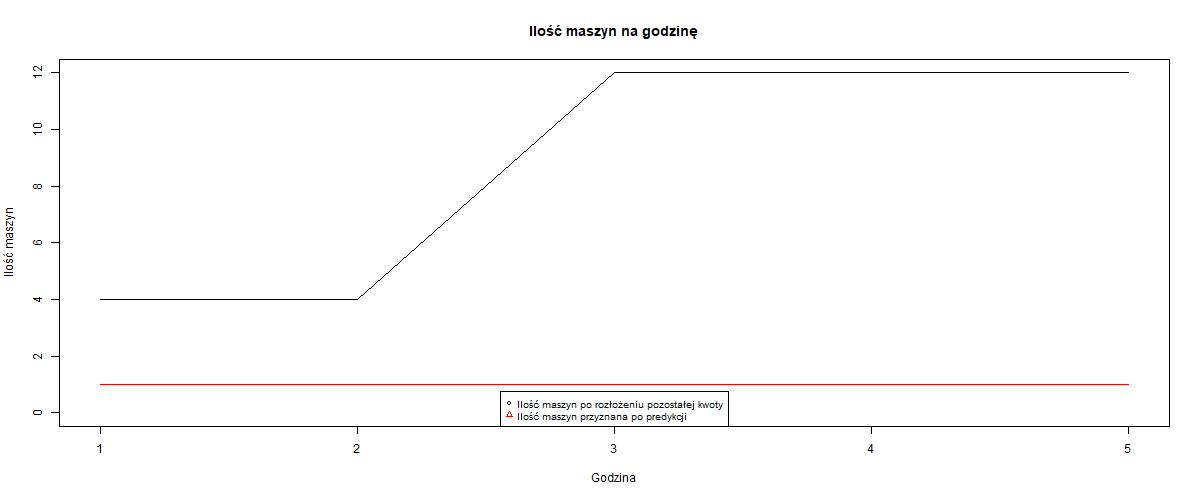 Ilość maszyn na godzinę
Ilość maszyn
12
10
8
6
4
2
0
Ilość maszyn po rozłożeniu pozostałej kwoty
Ilość maszyn przyznana po predykcji
1 2 3 4 5
Godzina